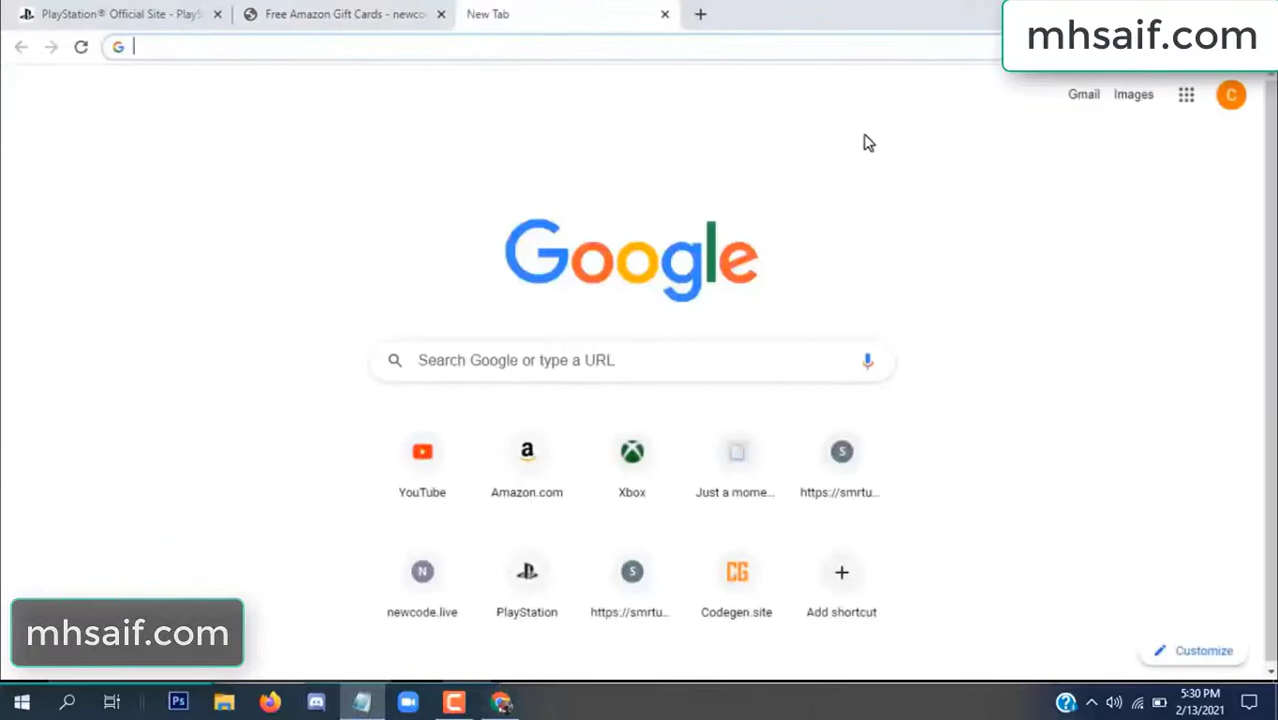 PlayStation® Official Site - PlayS
Free Amazon Gift Cards - newco
New Tab
mhsaif.com
Gmail
Images
C
Google
Search Google or type a URL
YouTube
Amazon.com
Xbox
Just a mome...
S
https://smrtu...
N
newcode.live
PlayStation
S
https://smrtu...
CG
Codegen.site
Add shortcut
mhsaif.com
Customize
Ps
5:30 PM
2/13/2021